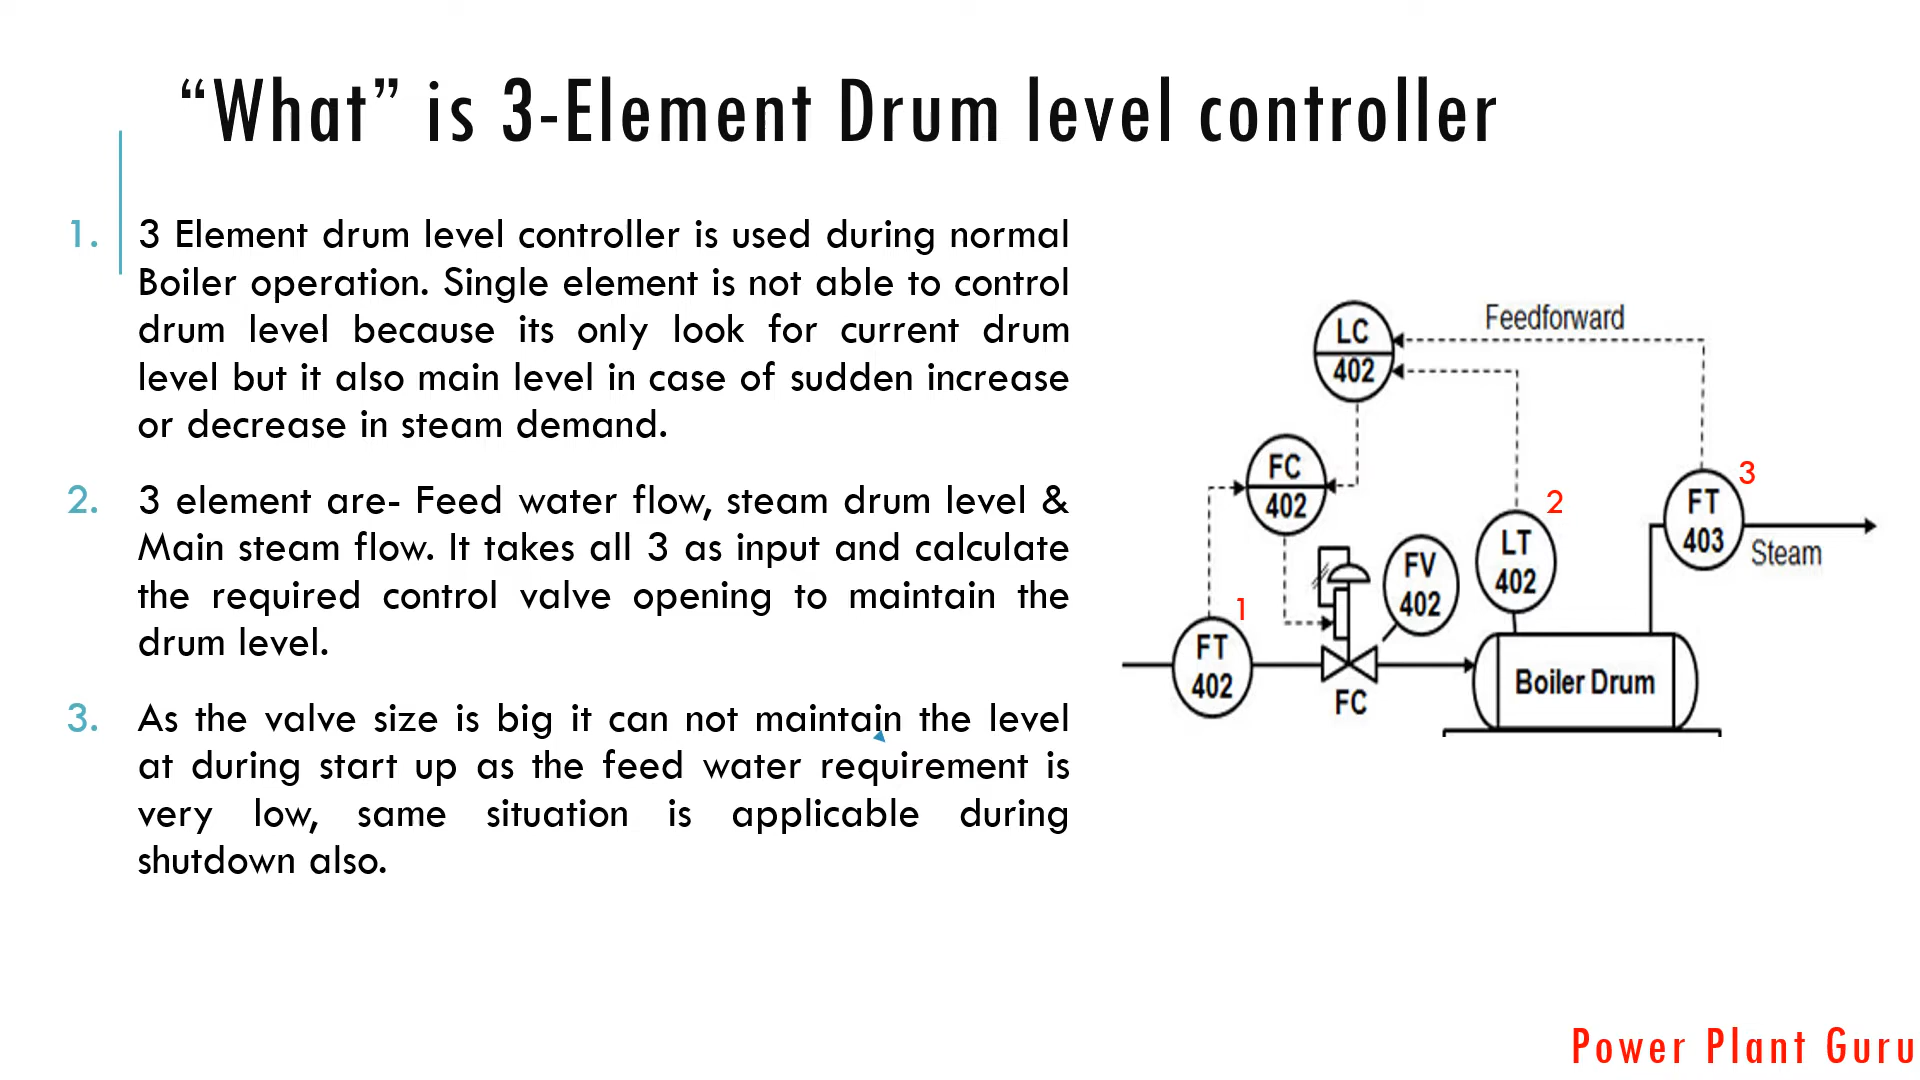 “What” is 3-Element Drum level controller
1. 3 Element drum level controller is used during normal
Boiler operation. Single element is not able to control
drum level because its only look for current drum
level but it also main level in case of sudden increase
or decrease in steam demand.
2. 3 element are- Feed water flow, steam drum level &
Main steam flow. It takes all 3 as input and calculate
the required control valve opening to maintain the
drum level.
3. As the valve size is big it can not maintain the level
at during start up as the feed water requirement is
very low, same situation is applicable during
shutdown also.
Feedforward
LC
402
FC
402
3
FT
403
Steam
2
LT
402
FV
402
1
FT
402
FC
Boiler Drum
Power Plant Guru